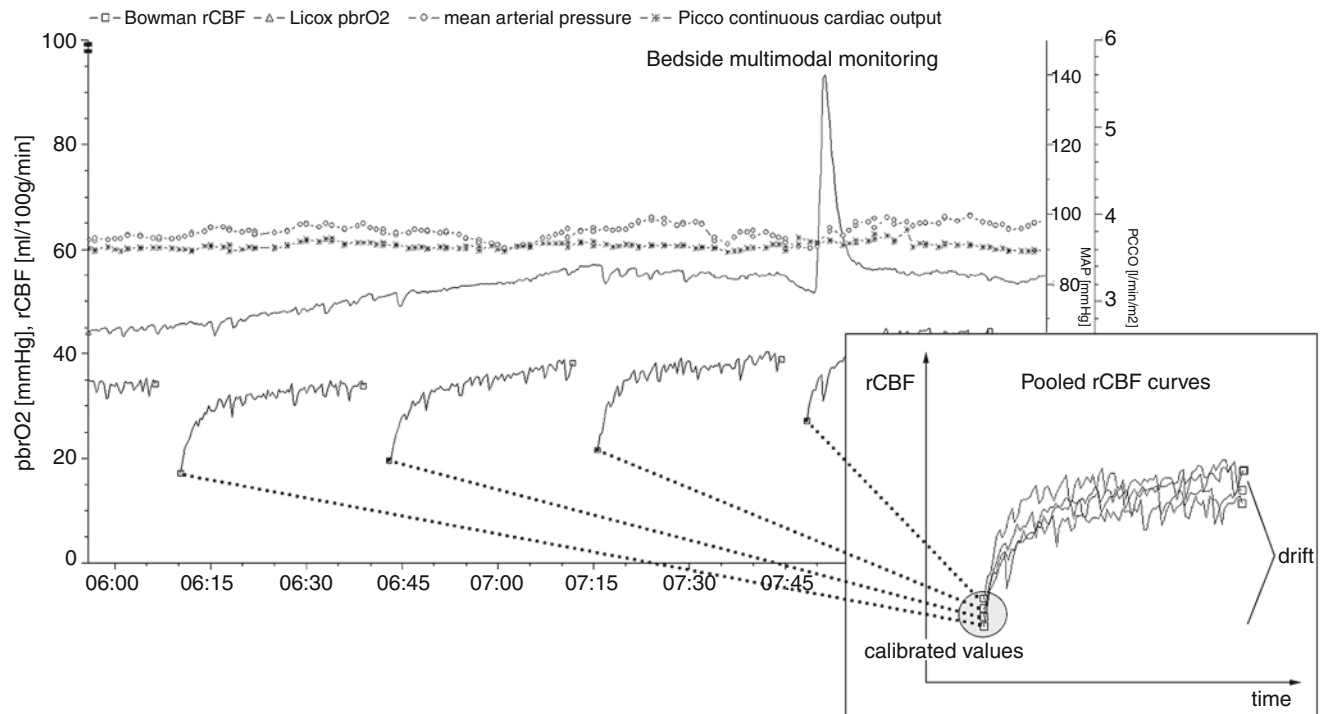 Bowman rCBF Licox pbrO2 mean arterial pressure Picco continuous cardiac output
Bedside multimodal monitoring
pbrO2 [mmHg], rCBF [ml/100g/min]
100
80
60
40
20
0
140
120
100
80
MAP [mmHg]
6
5
4
3
PCCO [l/min/m2]
06:00 06:15 06:30 06:45 07:00 07:15 07:30 07:45
rCBF
Pooled rCBF curves
drift
calibrated values
time